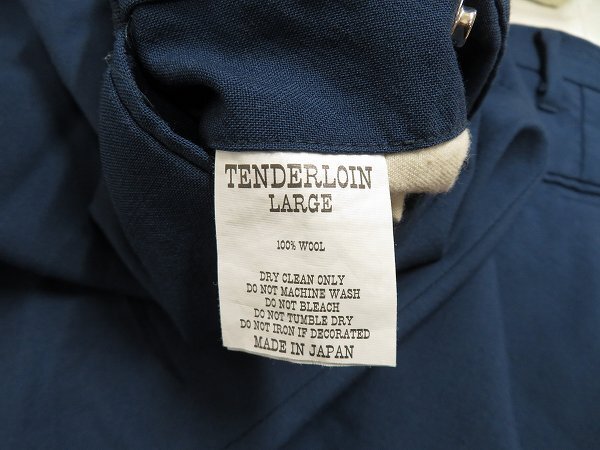 TENDERLOIN
LARGE
100% WOOL
DRY CLEAN ONLY
DO NOT MACHINE WASH
DO NOT BLEACH
DO NOT TUMBLE DRY
DO NOT IRON IF DECORATED
MADE IN JAPAN